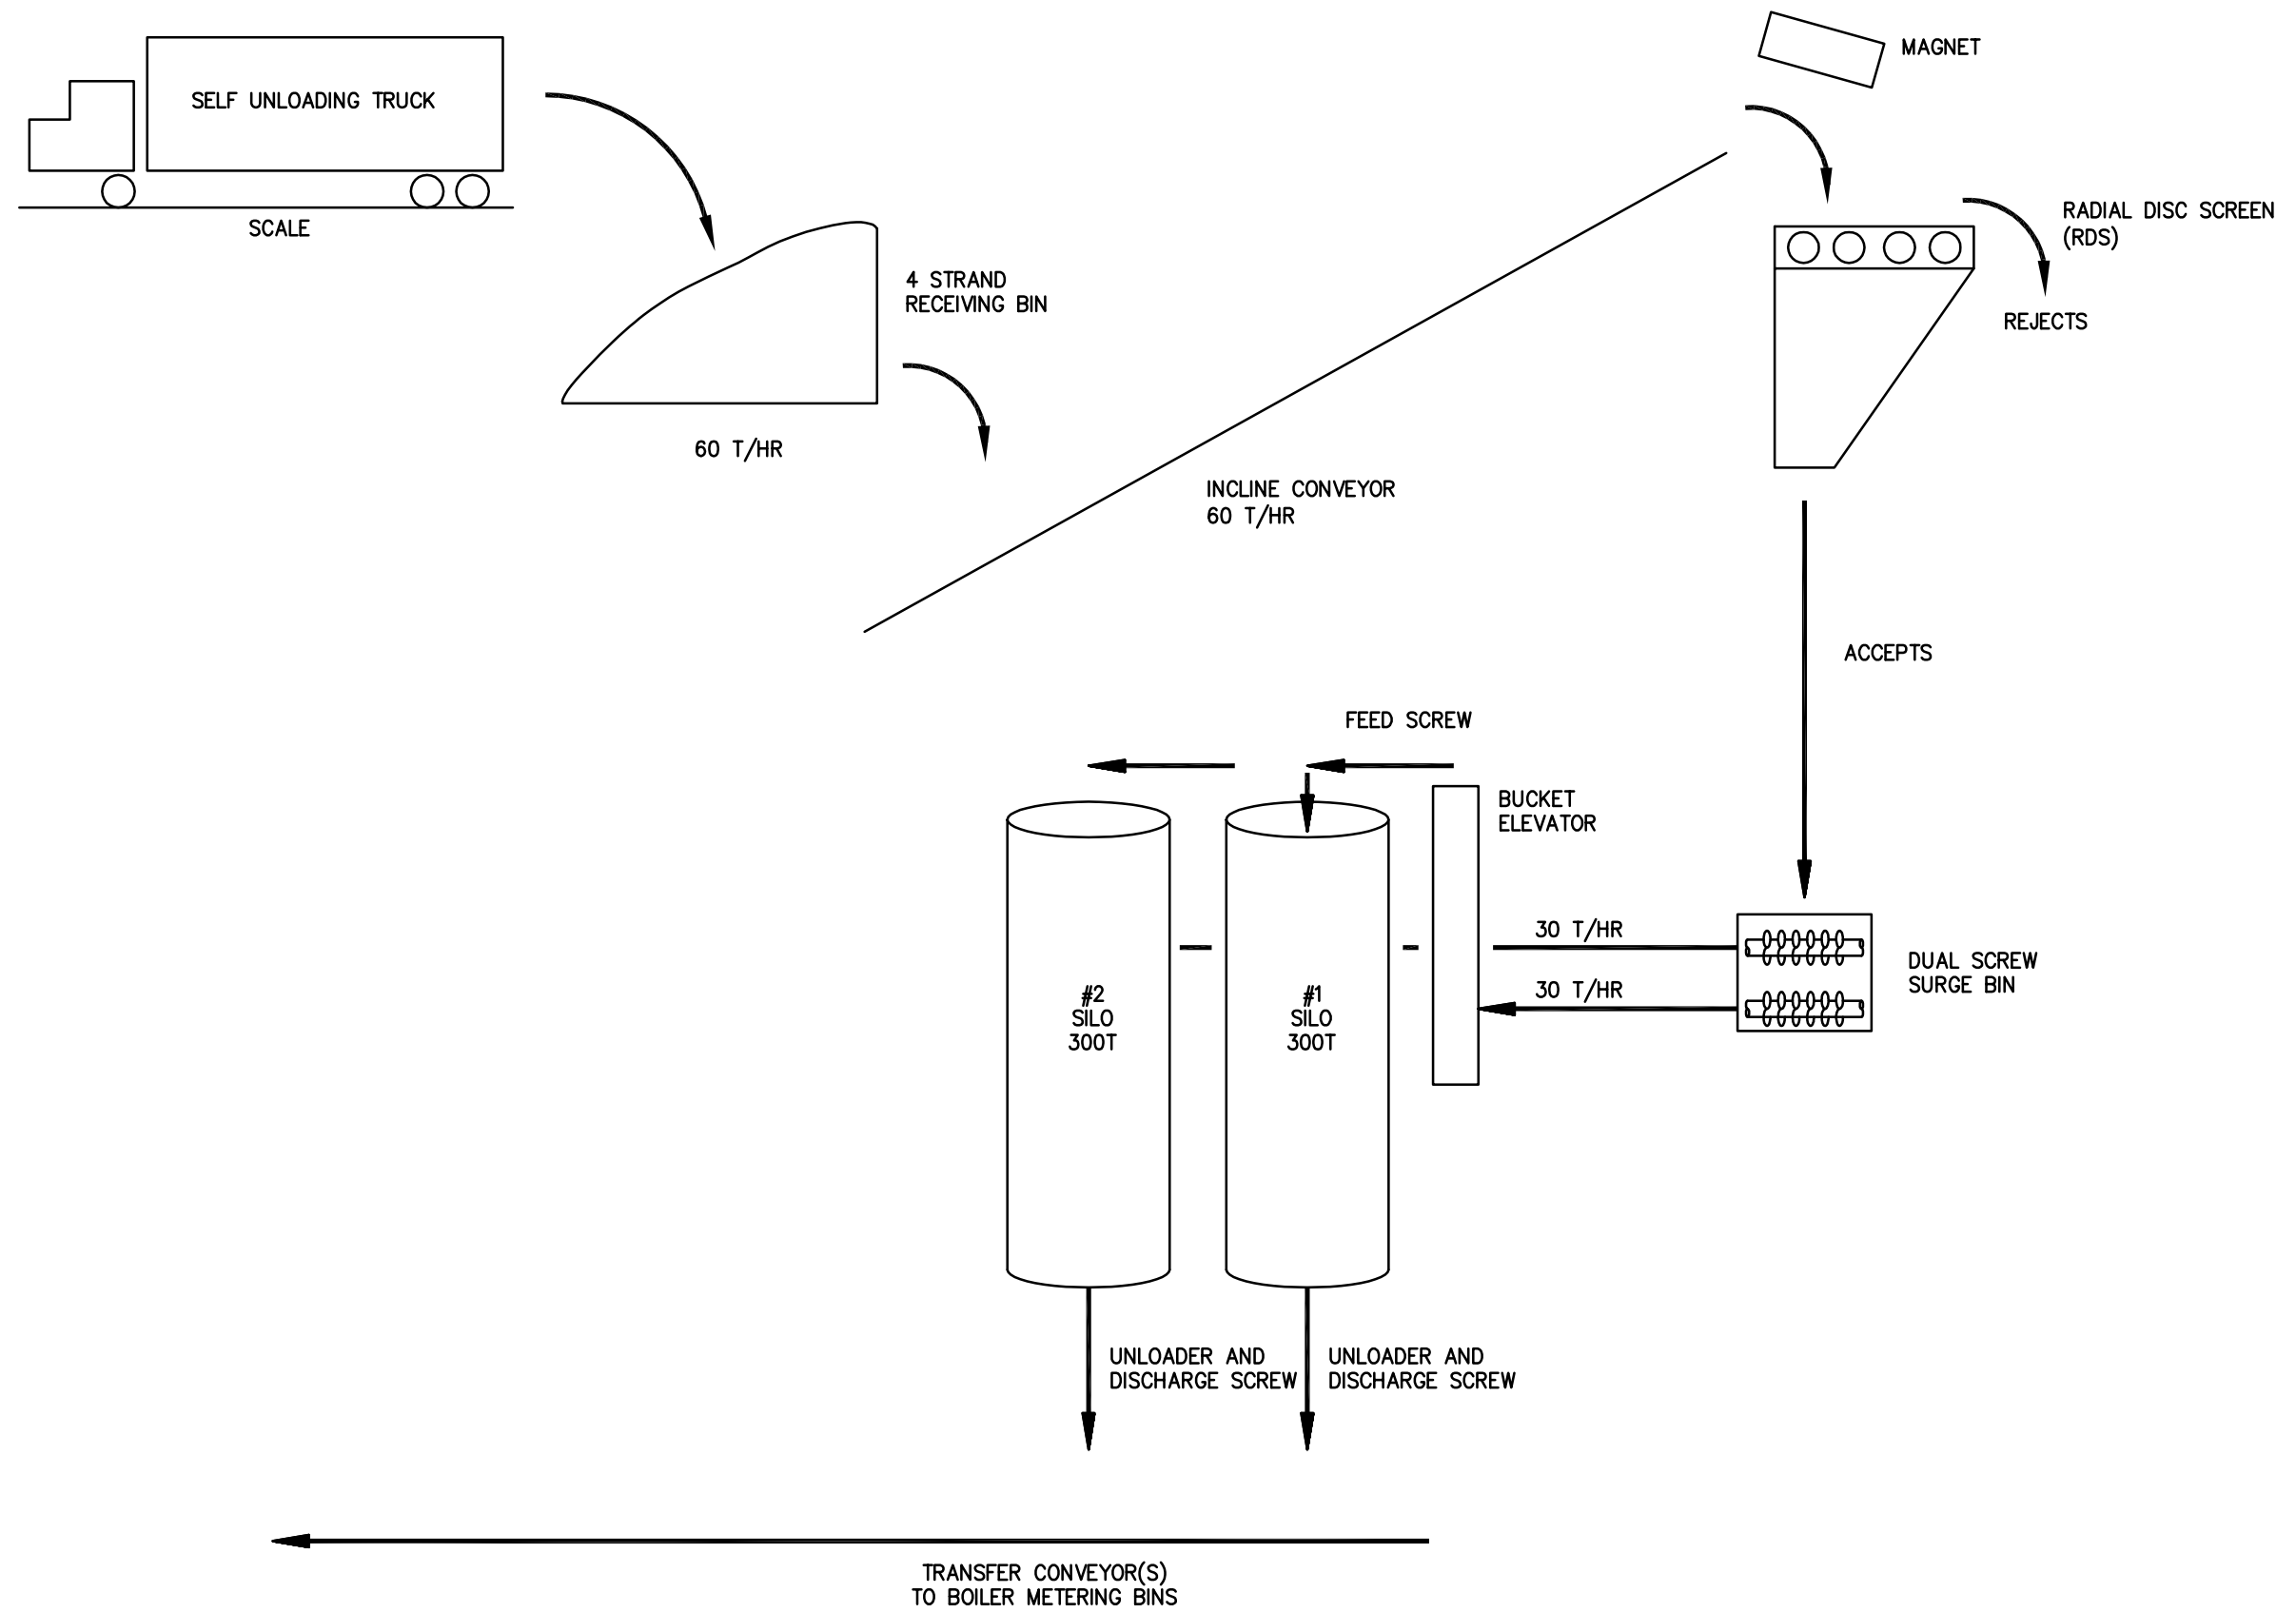 SELF UNLOADING TRUCK
SCALE
MAGNET
RADIAL DISC SCREEN
(RDS)
REJECTS
4 STRAND
RECEIVING BIN
60 T/HR
INCLINE CONVEYOR
60 T/HR
ACCEPTS
FEED SCREW
BUCKET
ELEVATOR
30 T/HR
30 T/HR
DUAL SCREW
SURGE BIN
#2
SILO
300T
#1
SILO
300T
UNLOADER AND
DISCHARGE SCREW
UNLOADER AND
DISCHARGE SCREW
TRANSFER CONVEYOR(S)
TO BOILER METERING BINS